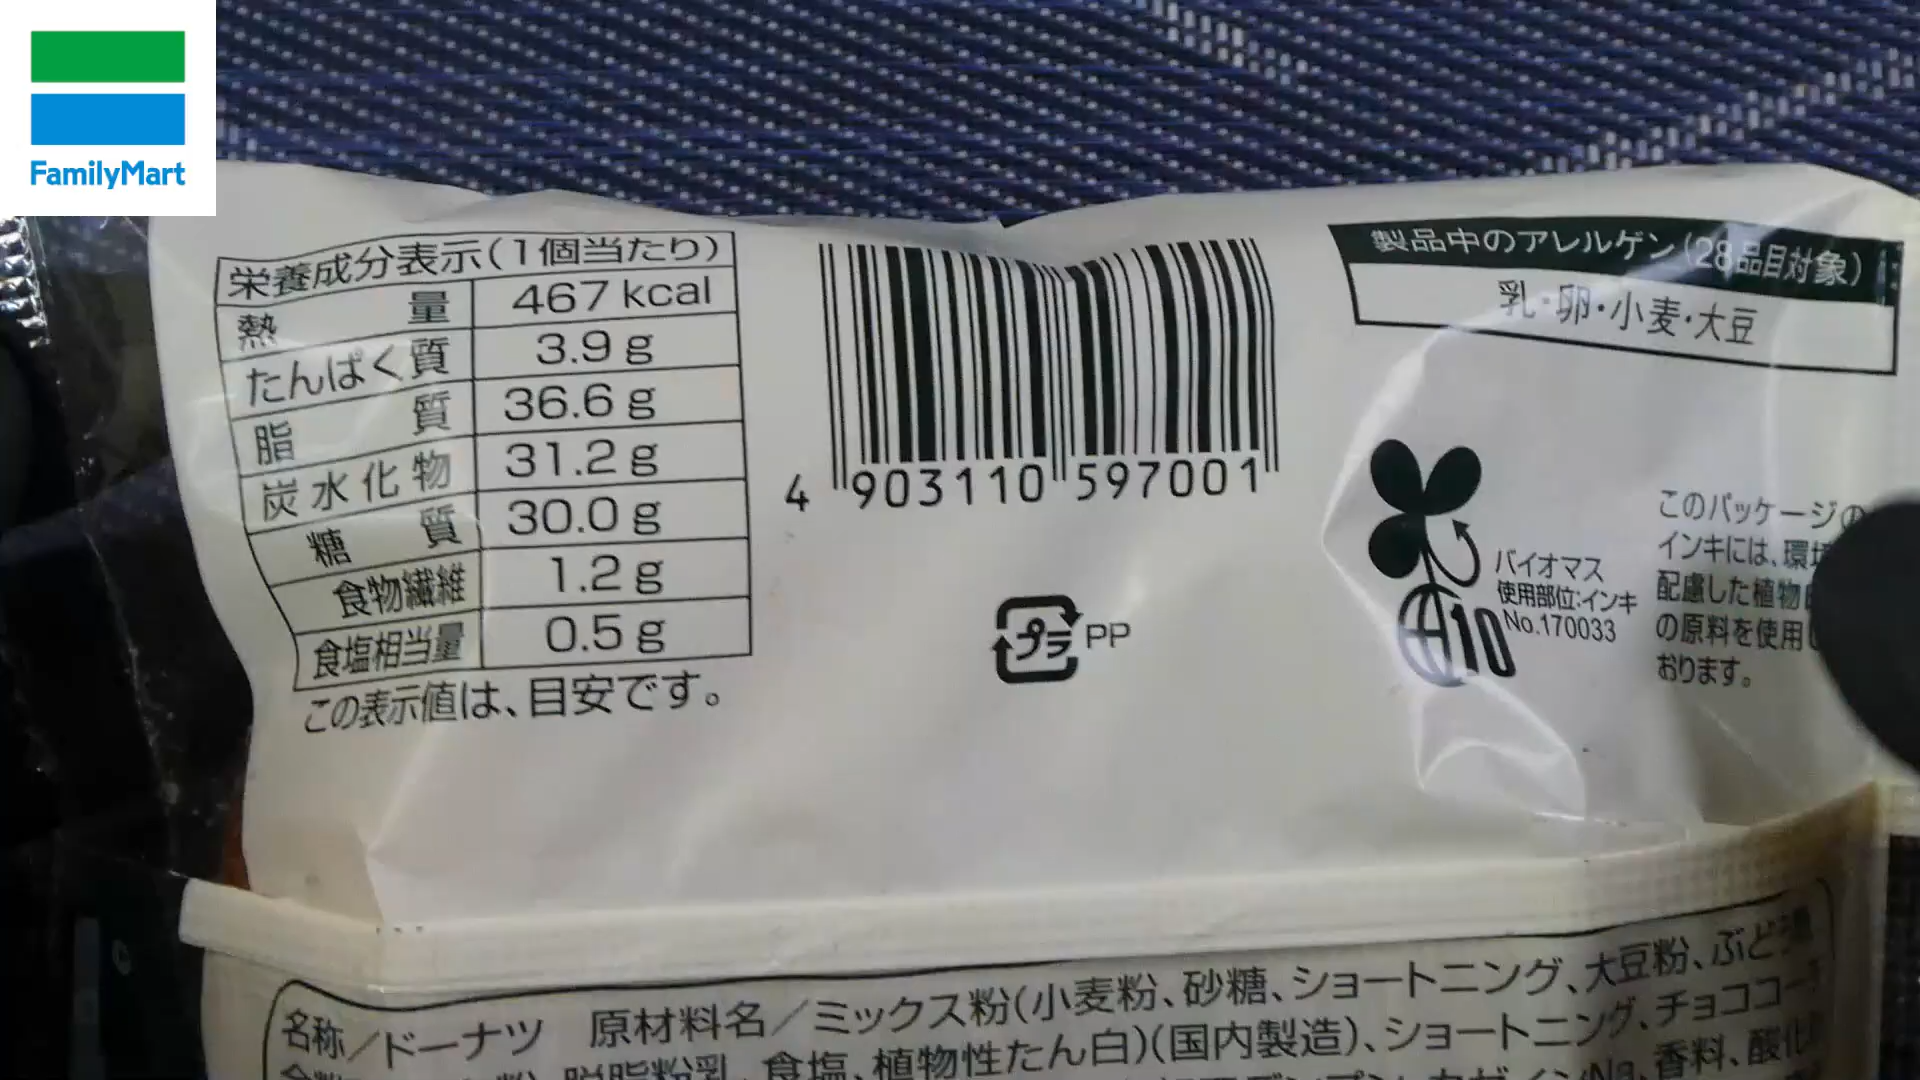 FamilyMart
栄養成分表示(1個当たり)
熱量 467 kcal
たんぱく質 3.9 g
脂質 36.6 g
炭水化物 31.2 g
糖質 30.0 g
食物繊維 1.2 g
食塩相当量 0.5 g
この表示値は、目安です。
4 903110 597001
プラ PP
製品中のアレルゲン(28品目対象)
乳・卵・小麦・大豆
バイオマス
使用部位:インキ
No.170033
10
このパッケージの
インキには、環
配慮した植物
の原料を使用
おります。
名称/ドーナツ 原材料名/ミックス粉(小麦粉、砂糖、ショートニング、大豆粉、ぶど
脱脂粉乳、食塩、植物性たん白)(国内製造)、ショートニング、チョココー
香料、酸化